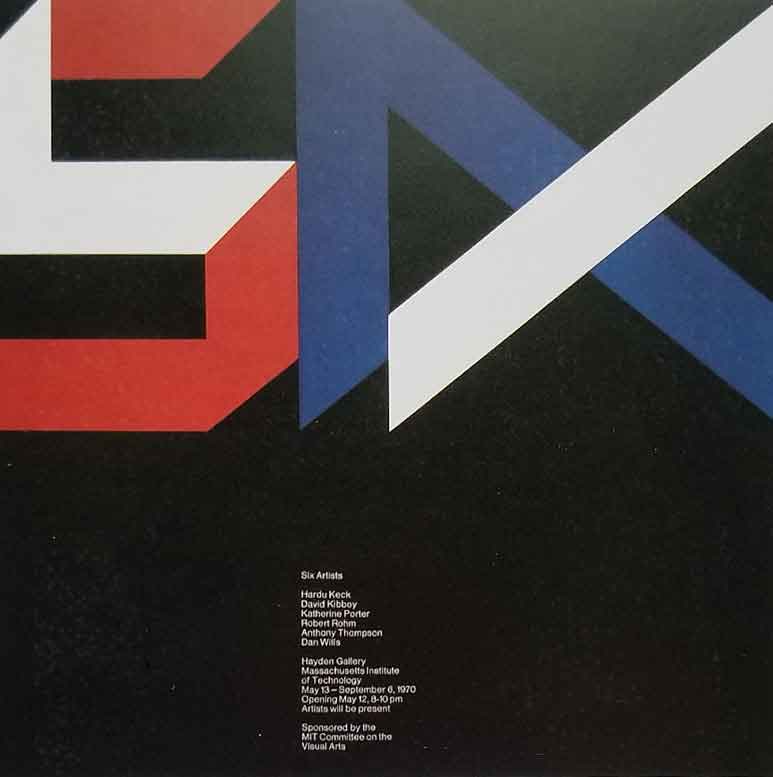 SIX
Six Artists
Hardu Keck
David Kibbey
Katherine Porter
Robert Rohm
Anthony Thompson
Dan Wills
Hayden Gallery
Massachusetts Institute
of Technology
May 13 – September 6, 1970
Opening May 12, 8-10 pm
Artists will be present
Sponsored by the
MIT Committee on the
Visual Arts